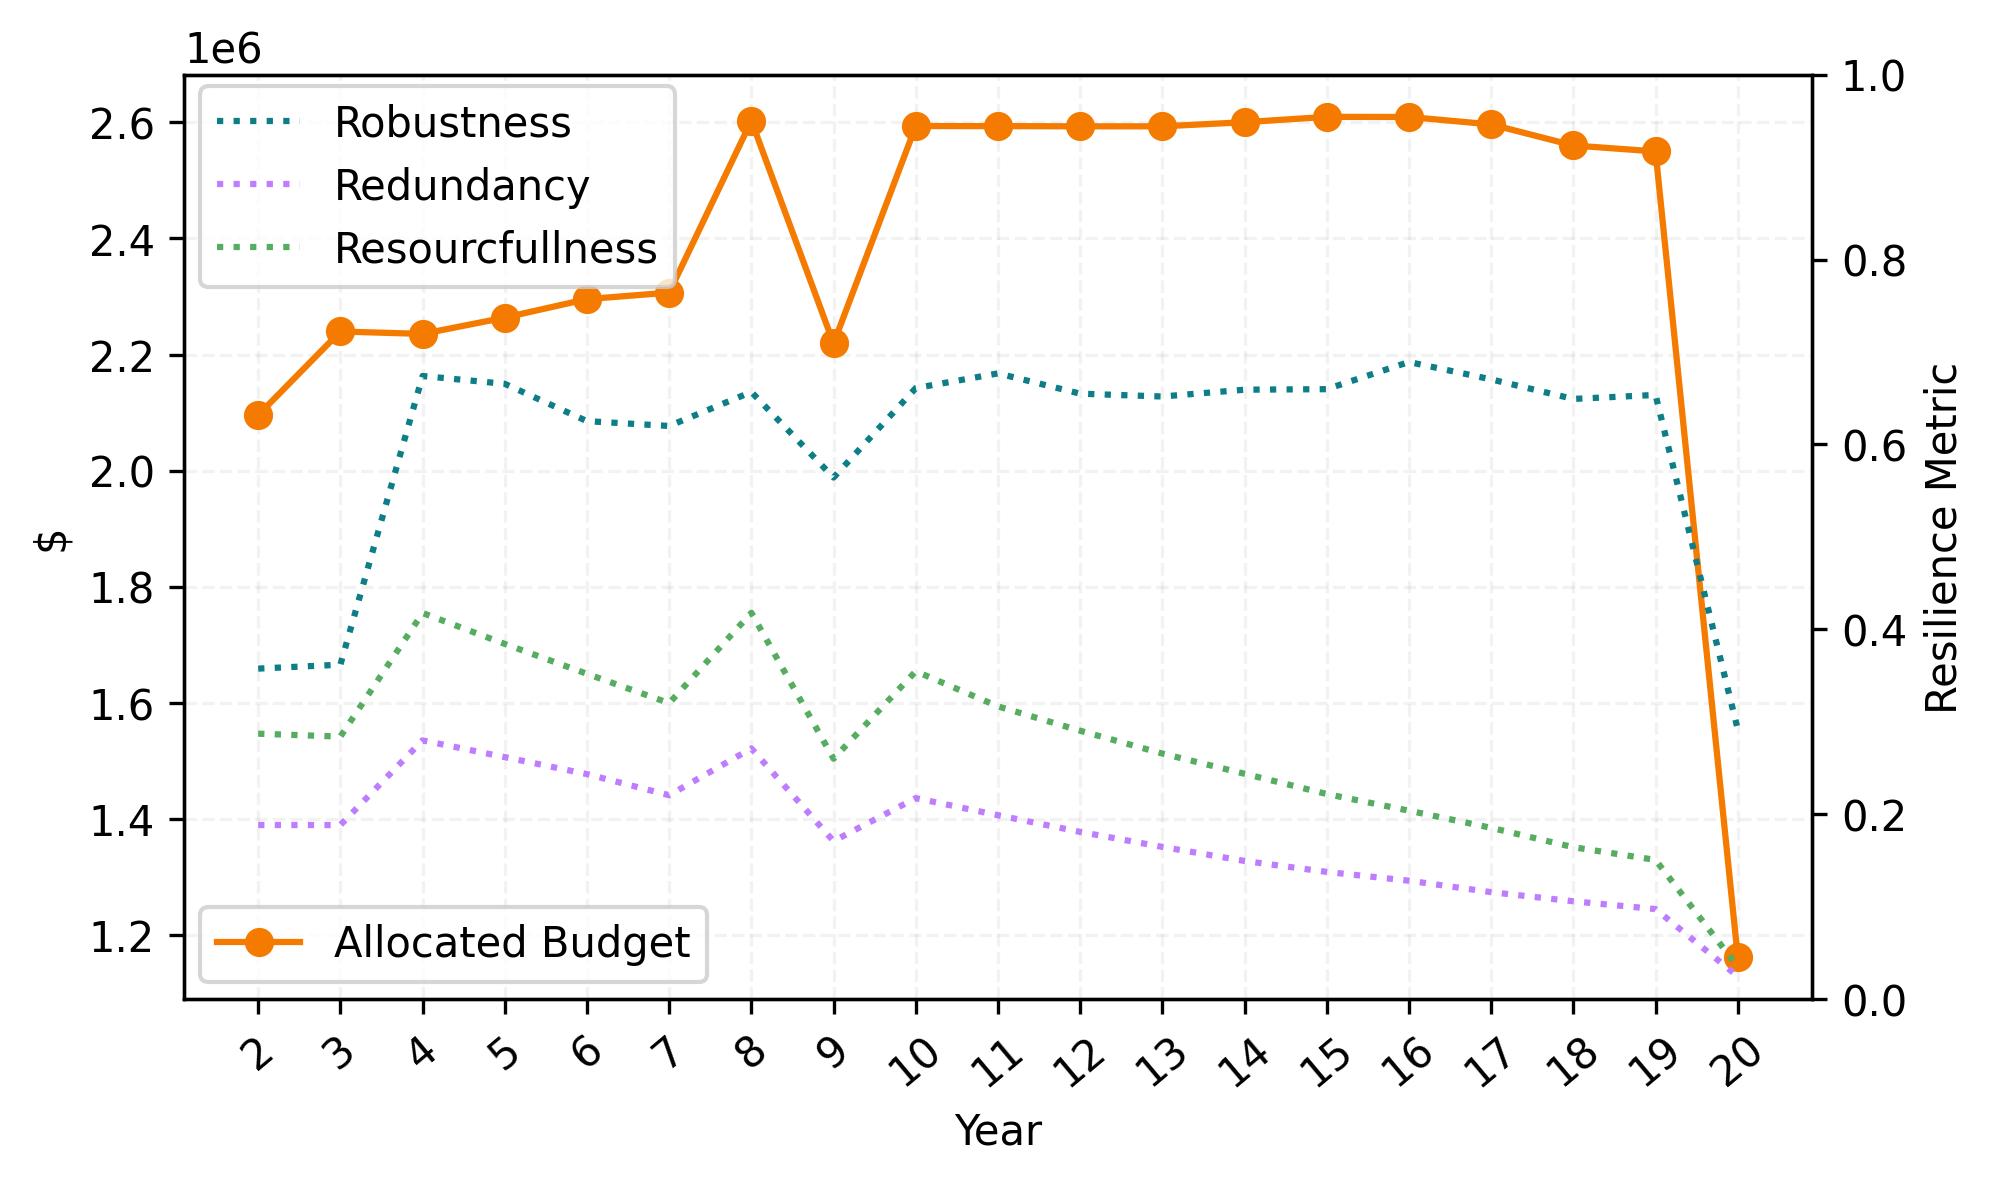 1e6
2.6
2.4
2.2
2.0
1.8
1.6
1.4
1.2
$
Robustness
Redundancy
Resourcfullness
Allocated Budget
1.0
0.8
0.6
0.4
0.2
0.0
Resilience Metric
2 3 4 5 6 7 8 9 10 11 12 13 14 15 16 17 18 19 20
Year